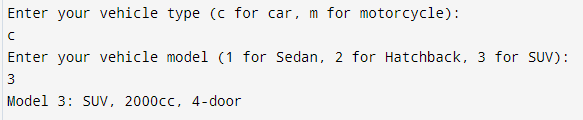 Enter your vehicle type (c for car, m for motorcycle):
c
Enter your vehicle model (1 for Sedan, 2 for Hatchback, 3 for SUV):
3
Model 3: SUV, 2000cc, 4-door